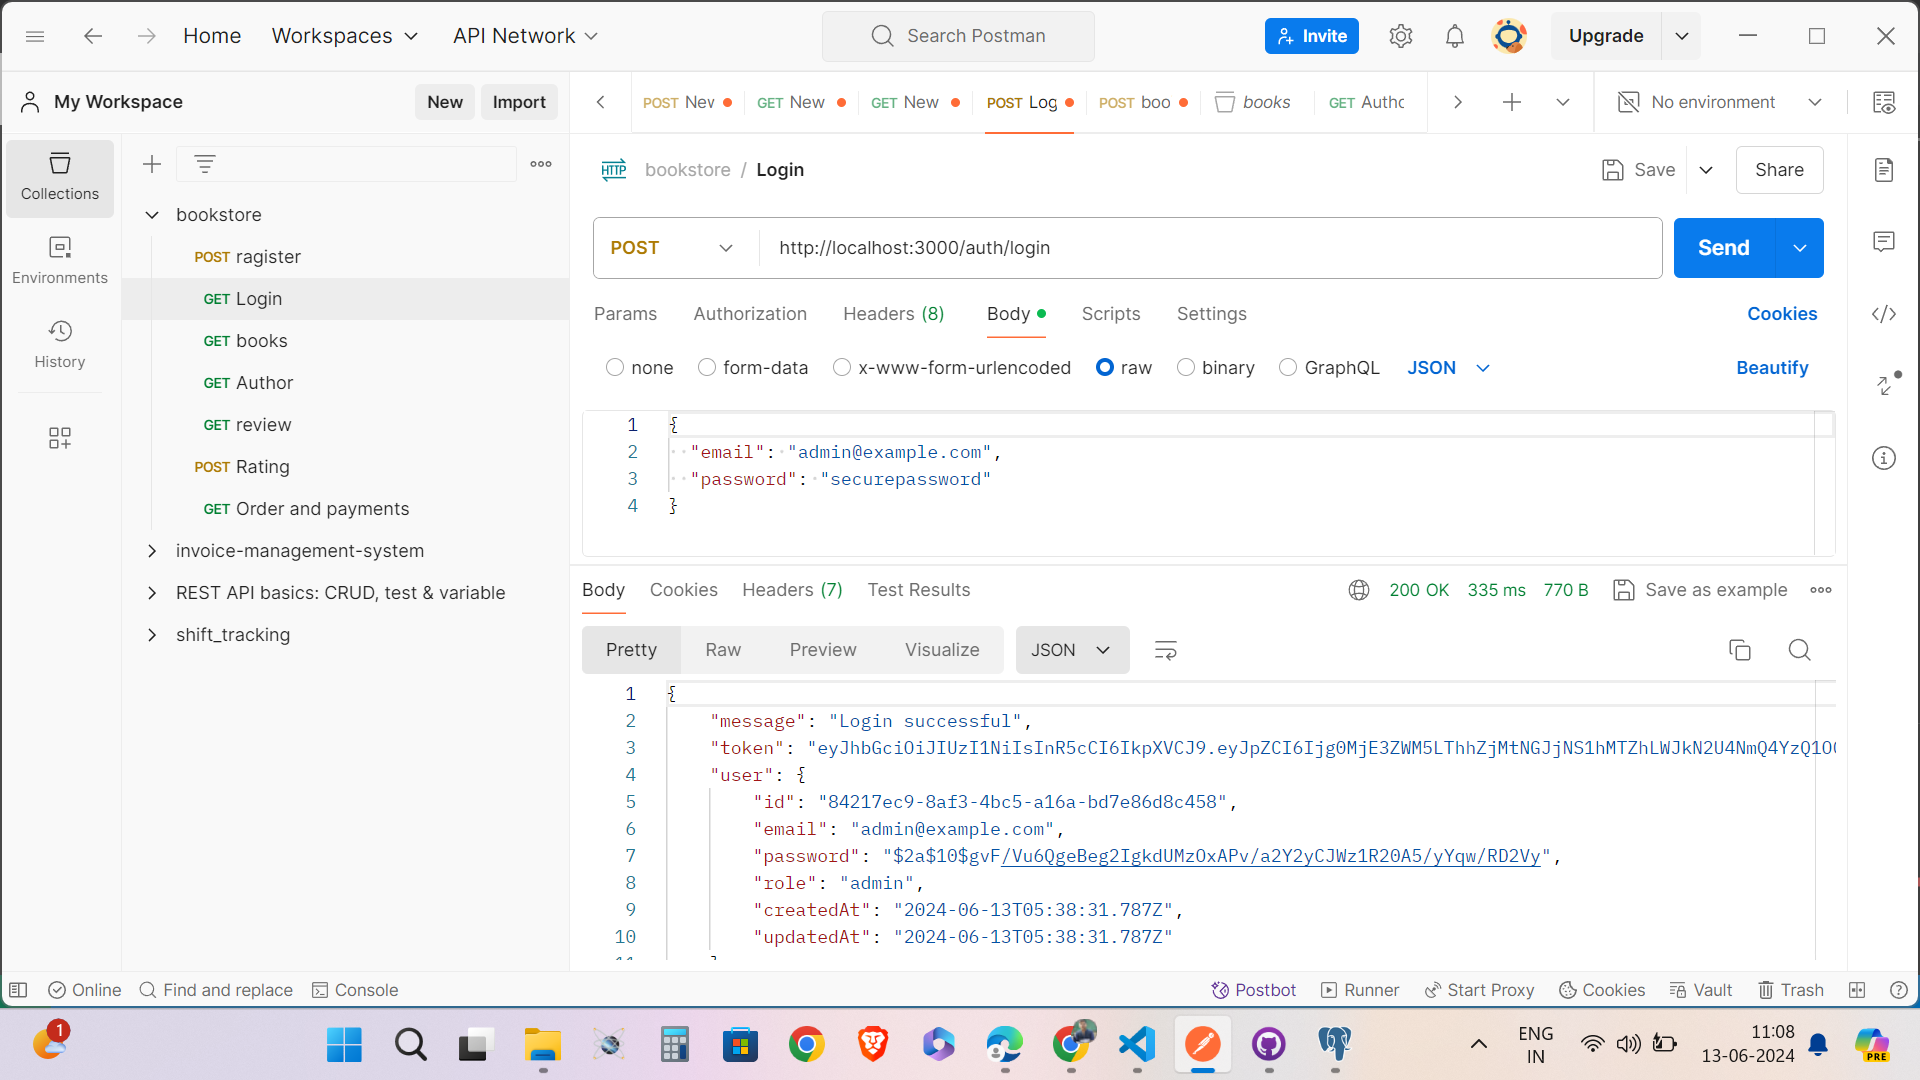 Home Workspaces API Network Search Postman Invite Upgrade
My Workspace New Import POST New GET New GET New POST Log POST boo books GET Autho No environment
Collections
Environments
History
bookstore
POST ragister
GET Login
GET books
GET Author
GET review
POST Rating
GET Order and payments
invoice-management-system
REST API basics: CRUD, test & variable
shift_tracking
HTTP bookstore / Login Save Share
POST http://localhost:3000/auth/login Send
Params Authorization Headers (8) Body Scripts Settings Cookies
none form-data x-www-form-urlencoded raw binary GraphQL JSON Beautify
1 {
2 "email": "admin@example.com",
3 "password": "securepassword"
4 }
Body Cookies Headers (7) Test Results 200 OK 335 ms 770 B Save as example
Pretty Raw Preview Visualize JSON
1 {
2 "message": "Login successful",
3 "token": "eyJhbGciOiJIUzI1NiIsInR5cCI6IkpXVCJ9.eyJpZCI6Ijg0MjE3ZWM5LThhZjMtNGJjNS1hMTZhLWJkN2U4NmQ4YzQ1OC
4 "user": {
5 "id": "84217ec9-8af3-4bc5-a16a-bd7e86d8c458",
6 "email": "admin@example.com",
7 "password": "$2a$10$gvF/Vu6QgeBeg2IgkdUMzOxAPv/a2Y2yCJWz1R20A5/yYqw/RD2Vy",
8 "role": "admin",
9 "createdAt": "2024-06-13T05:38:31.787Z",
10 "updatedAt": "2024-06-13T05:38:31.787Z"
Online Find and replace Console Postbot Runner Start Proxy Cookies Vault Trash
1 ENG 11:08
IN 13-06-2024 PRE